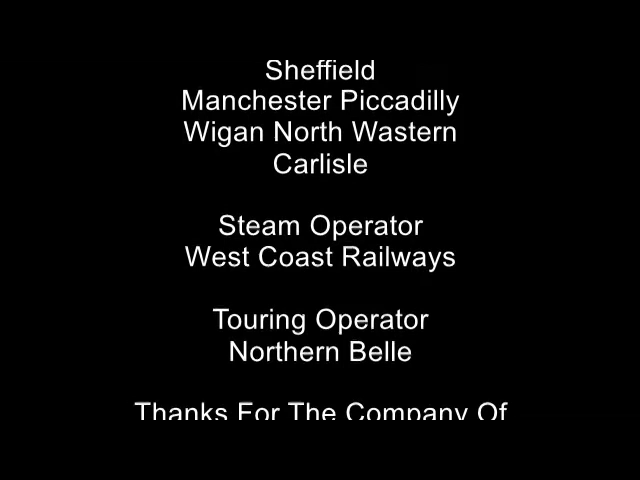 Sheffield
Manchester Piccadilly
Wigan North Wastern
Carlisle
Steam Operator
West Coast Railways
Touring Operator
Northern Belle
Thanks For The Company Of